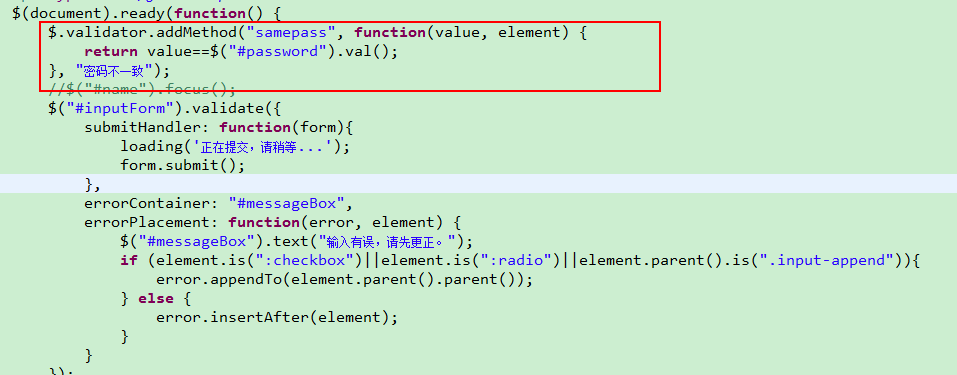 $(document).ready(function() {
$.validator.addMethod("samepass", function(value, element) {
return value==$("#password").val();
}, "密码不一致");
//$("#name").focus();
$("#inputForm").validate({
submitHandler: function(form){
loading('正在提交，请稍等...');
form.submit();
},
errorContainer: "#messageBox",
errorPlacement: function(error, element) {
$("#messageBox").text("输入有误，请先更正。");
if (element.is(":checkbox")||element.is(":radio")||element.parent().is(".input-append")){
error.appendTo(element.parent().parent());
} else {
error.insertAfter(element);
}
}
});